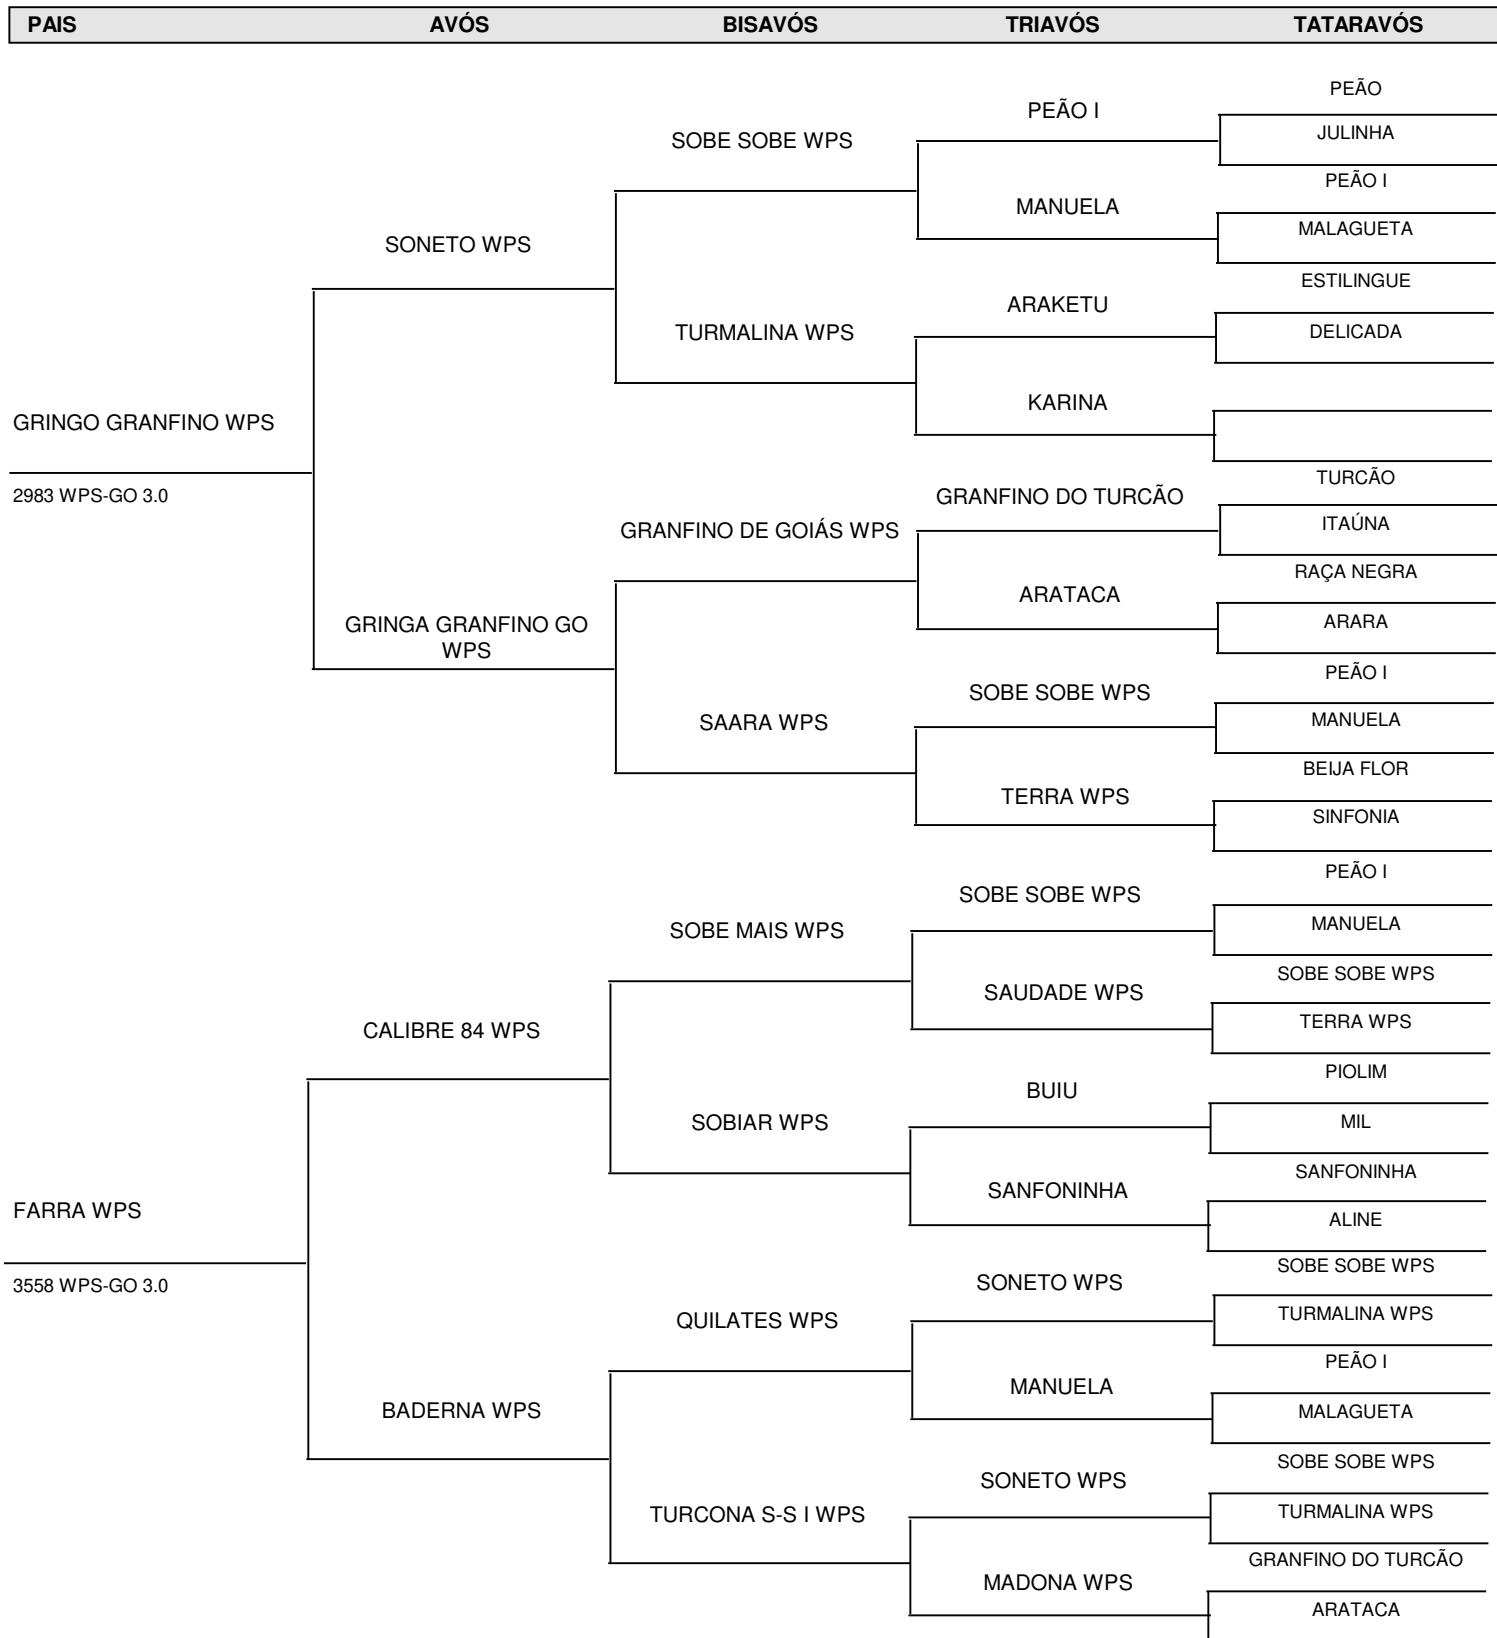 PAIS AVÓS BISAVÓS TRIAVÓS TATARAVÓS
PEÃO
PEÃO I
JULINHA
SOBE SOBE WPS
PEÃO I
MANUELA
MALAGUETA
SONETO WPS
ESTILINGUE
ARAKETU
DELICADA
TURMALINA WPS
KARINA
GRINGO GRANFINO WPS
2983 WPS-GO 3.0
TURCÃO
GRANFINO DO TURCÃO
ITAÚNA
GRANFINO DE GOIÁS WPS
RAÇA NEGRA
ARATACA
ARARA
GRINGA GRANFINO GO
WPS
PEÃO I
SOBE SOBE WPS
MANUELA
SAARA WPS
BEIJA FLOR
TERRA WPS
SINFONIA
PEÃO I
SOBE SOBE WPS
MANUELA
SOBE MAIS WPS
SOBE SOBE WPS
SAUDADE WPS
TERRA WPS
CALIBRE 84 WPS
PIOLIM
BUIU
MIL
SOBIAR WPS
SANFONINHA
SANFONINHA
ALINE
FARRA WPS
3558 WPS-GO 3.0
SOBE SOBE WPS
SONETO WPS
TURMALINA WPS
QUILATES WPS
PEÃO I
MANUELA
MALAGUETA
BADERNA WPS
SOBE SOBE WPS
SONETO WPS
TURMALINA WPS
TURCONA S-S I WPS
GRANFINO DO TURCÃO
MADONA WPS
ARATACA